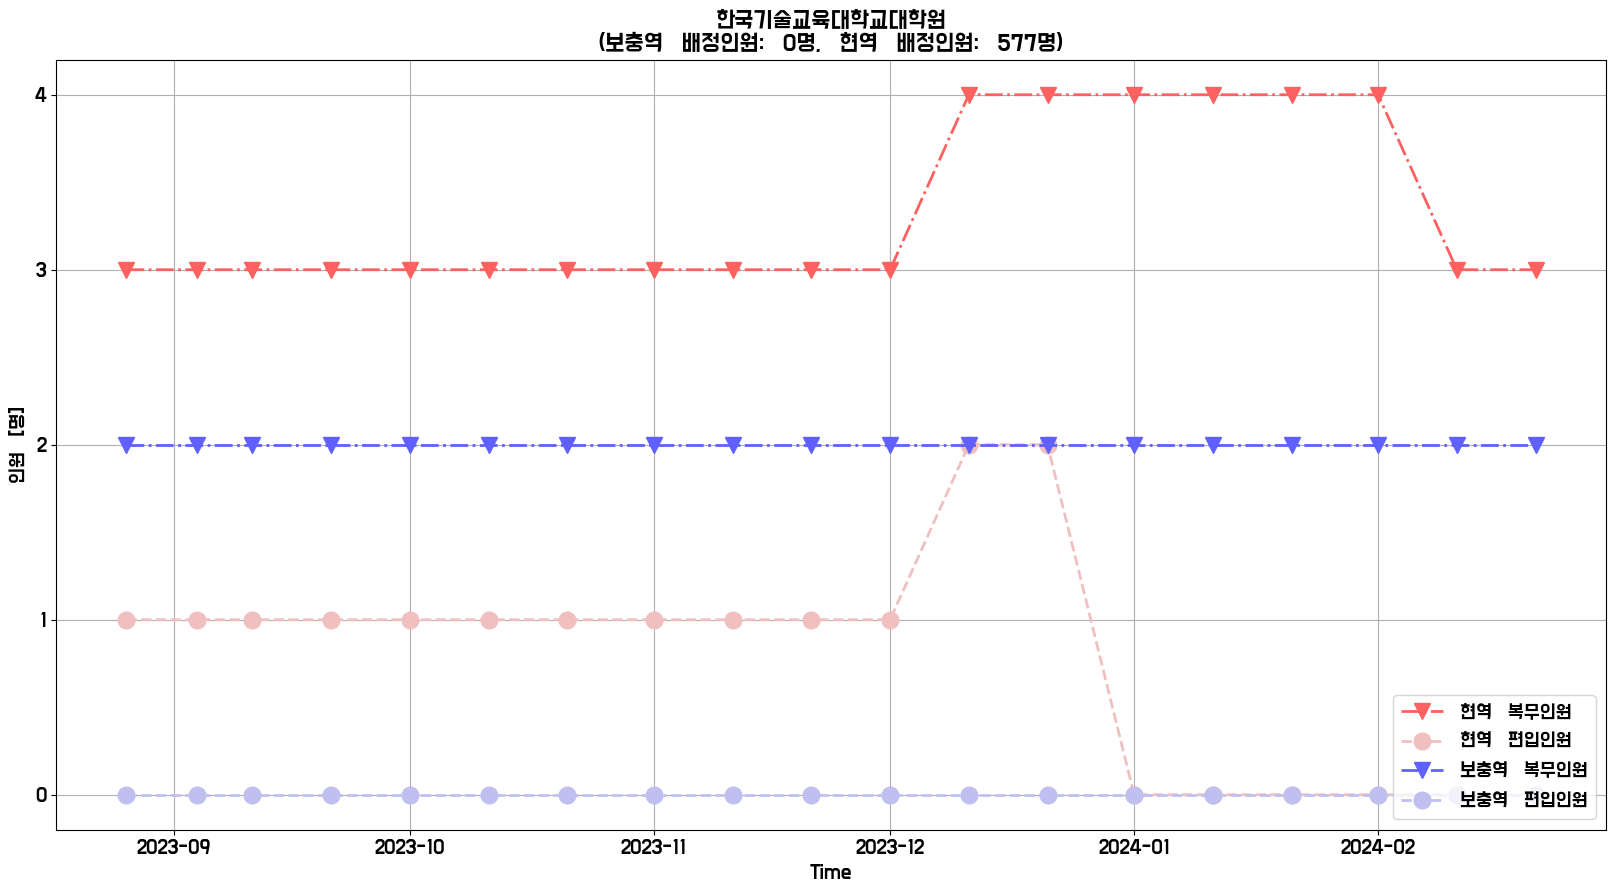 한국기술교육대학교대학원
(보충역 배정인원: 0명, 현역 배정인원: 577명)
4
3
2
1
0
인원 [명]
2023-09
2023-10
2023-11
2023-12
2024-01
2024-02
Time
현역 복무인원
현역 편입인원
보충역 복무인원
보충역 편입인원